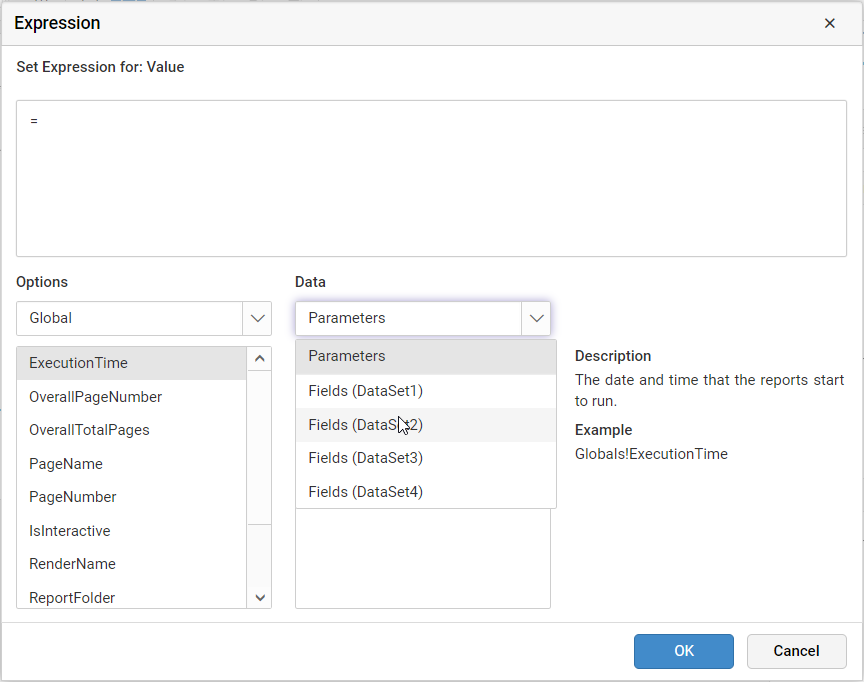 Expression
Set Expression for: Value
=
Options
Data
Global
Parameters
ExecutionTime
OverallPageNumber
OverallTotalPages
PageName
PageNumber
IsInteractive
RenderName
ReportFolder
Parameters
Fields (DataSet1)
Fields (DataSet2)
Fields (DataSet3)
Fields (DataSet4)
Description
The date and time that the reports start
to run.
Example
Globals!ExecutionTime
OK
Cancel